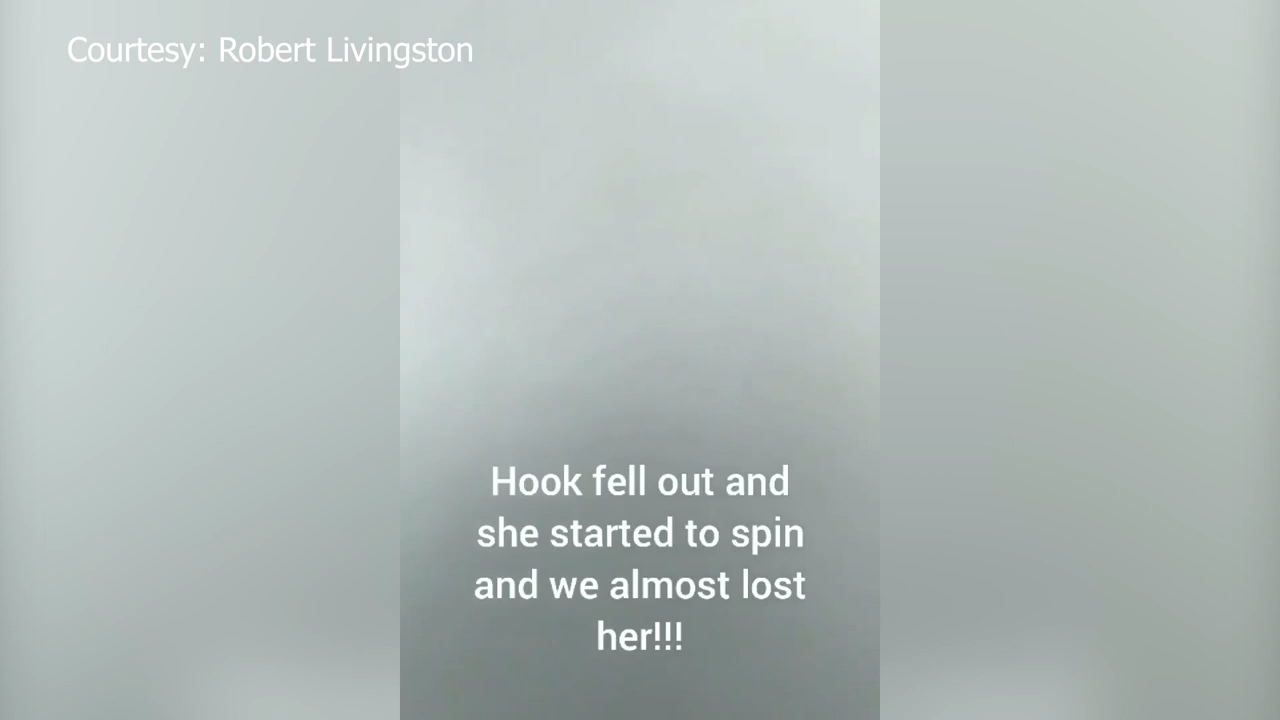 Courtesy: Robert Livingston
Hook fell out and
she started to spin
and we almost lost
her!!!